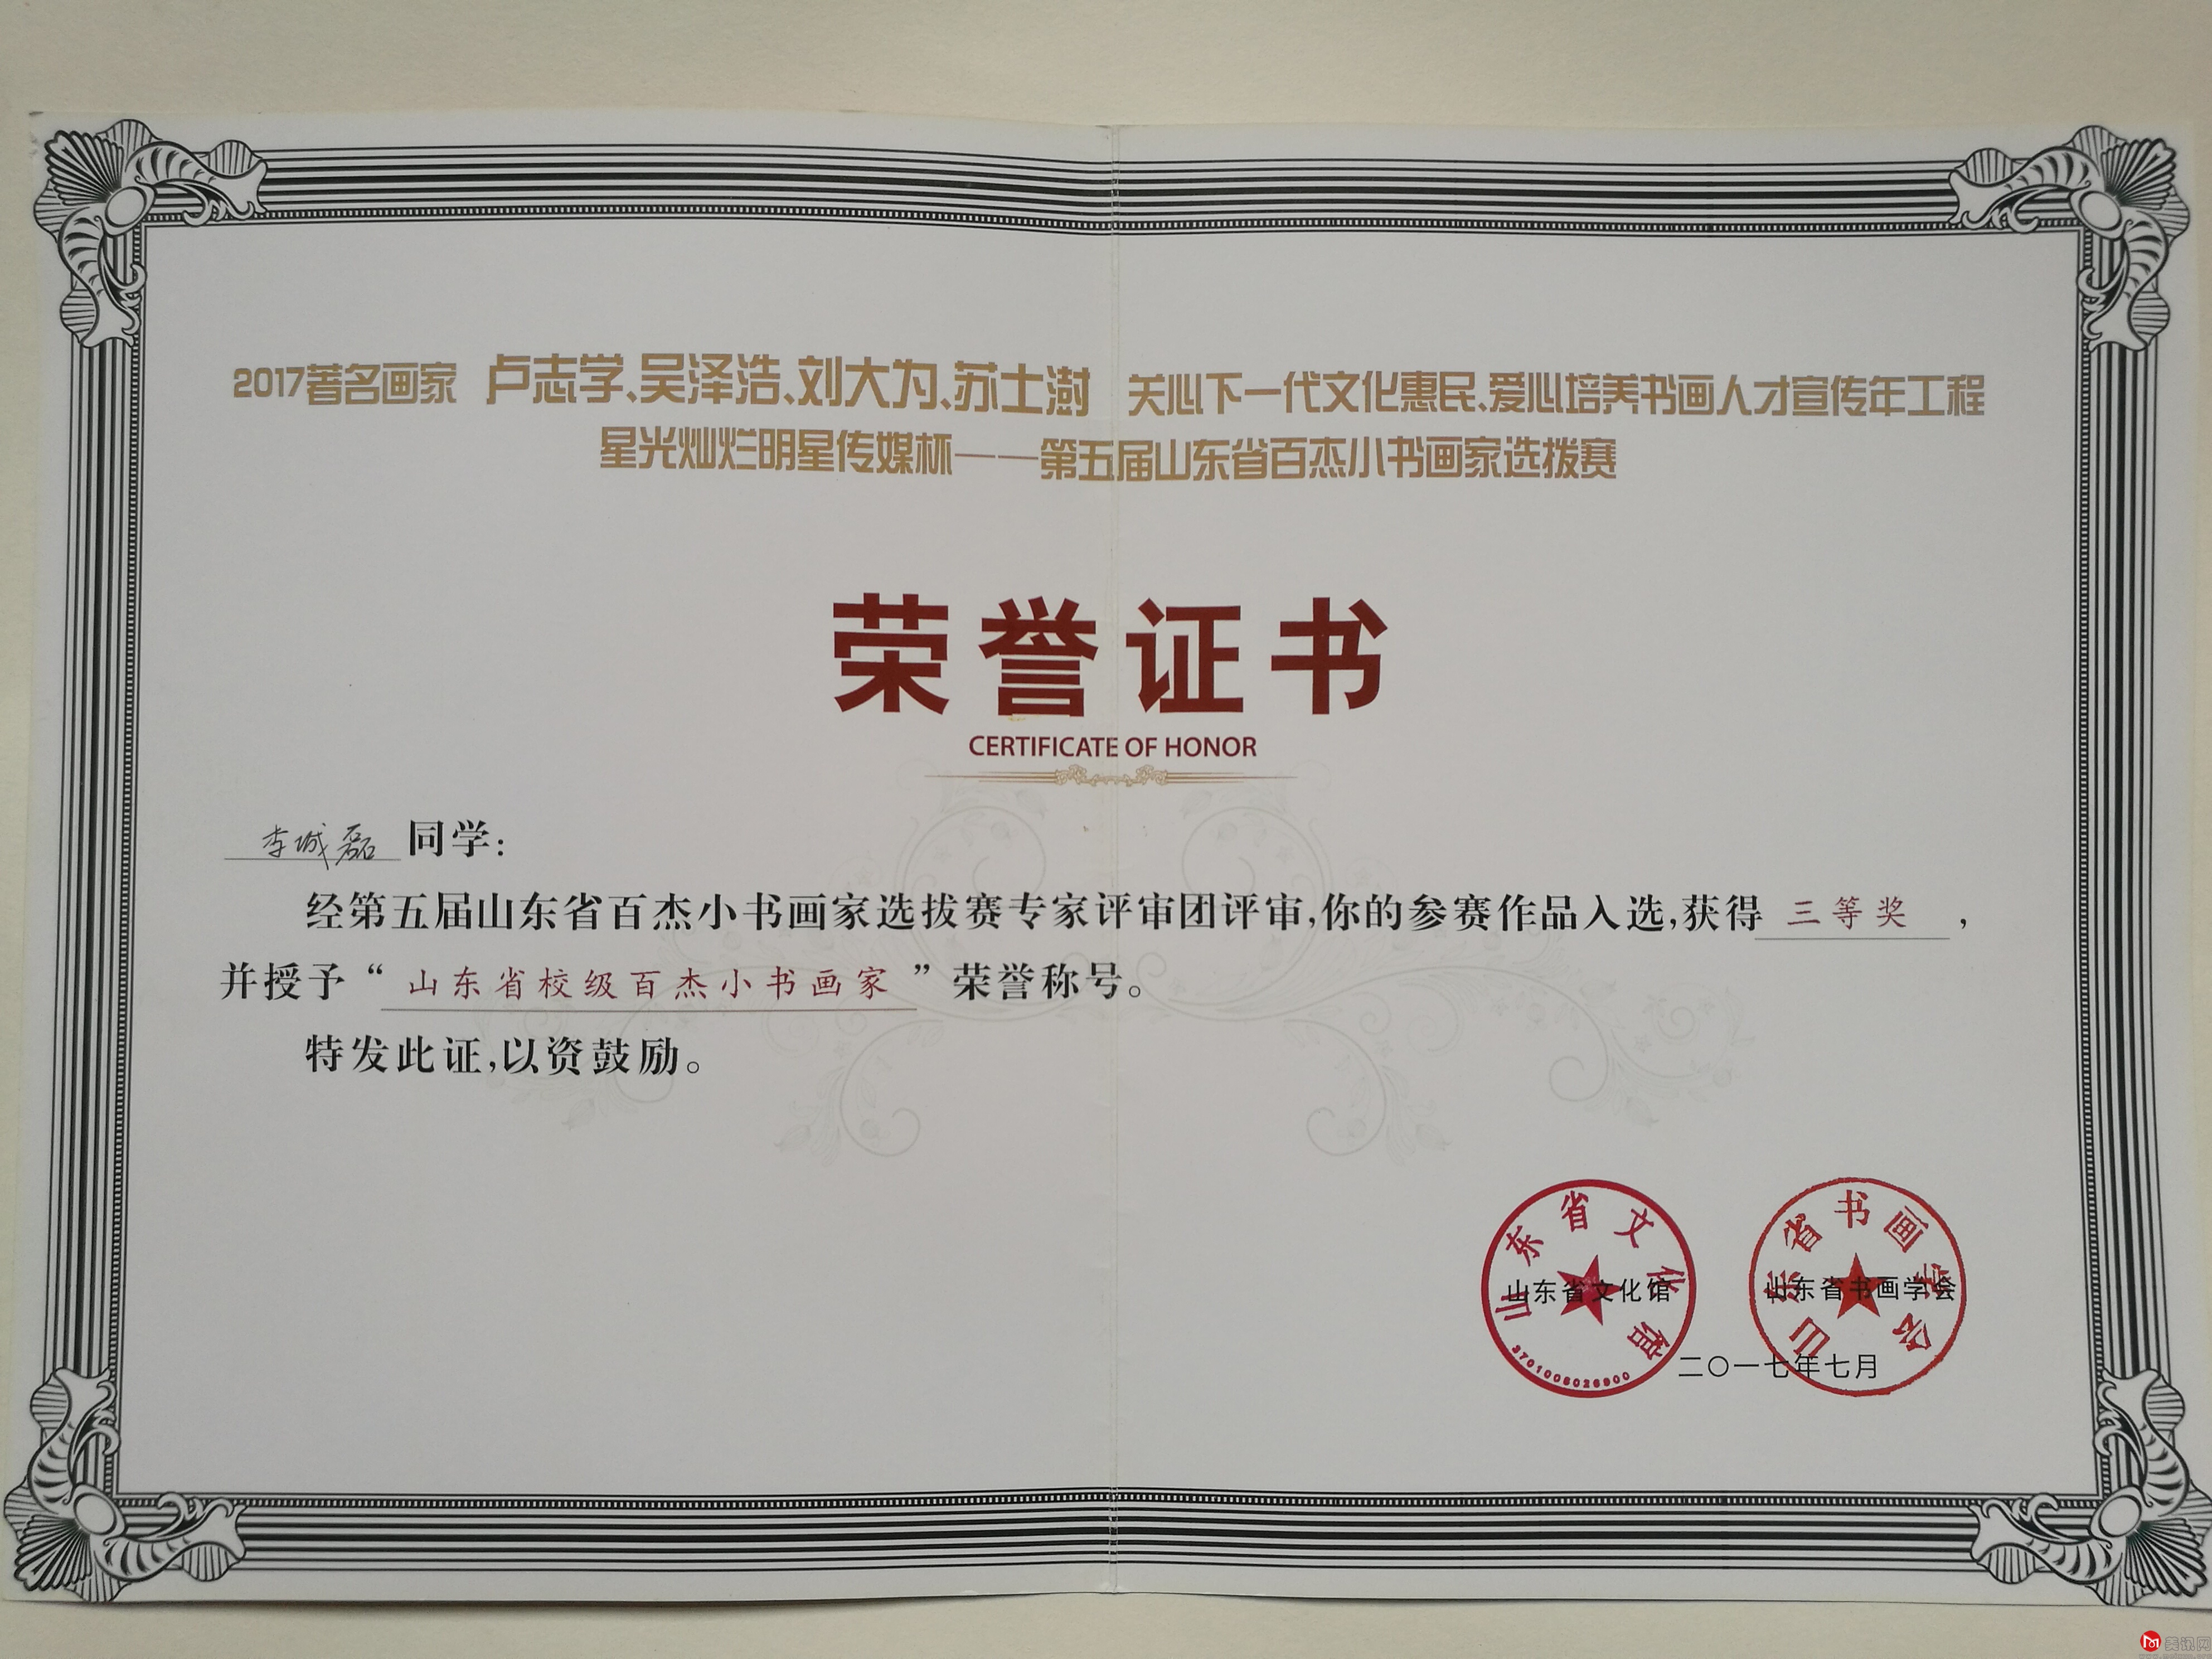 2017著名画家 卢志学、吴泽浩、刘大为、苏士澍 关心下一代文化惠民、爱心培养书画人才宣传年工程
星光灿烂明星传媒杯——第五届山东省百杰小书画家选拨赛
荣誉证书
CERTIFICATE OF HONOR
李城磊 同学：
经第五届山东省百杰小书画家选拔赛专家评审团评审,你的参赛作品入选,获得 三等奖 ，
并授予“ 山东省校级百杰小书画家 ”荣誉称号。
特发此证,以资鼓励。
山东省文化馆
山东省书画学会
山东省文化馆 山东省书画学会
3701008026900
二〇一七年七月